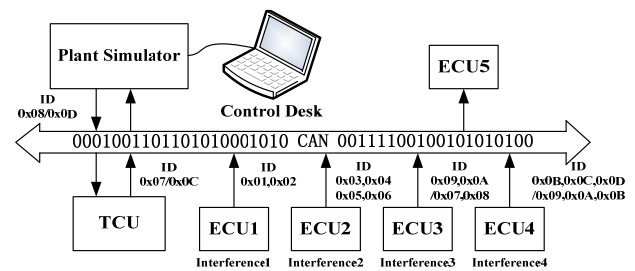 Plant Simulator
ECU5
Control Desk
ID
0x08/0x0D
0001001101101010001010 CAN 00111100100101010100
ID
0x07/0x0C
ID
0x01,0x02
ID
0x03,0x04
0x05,0x06
ID
0x09,0x0A
/0x07,0x08
ID
0x0B,0x0C,0x0D
/0x09,0x0A,0x0B
TCU
ECU1
ECU2
ECU3
ECU4
Interference1
Interference2
Interference3
Interference4